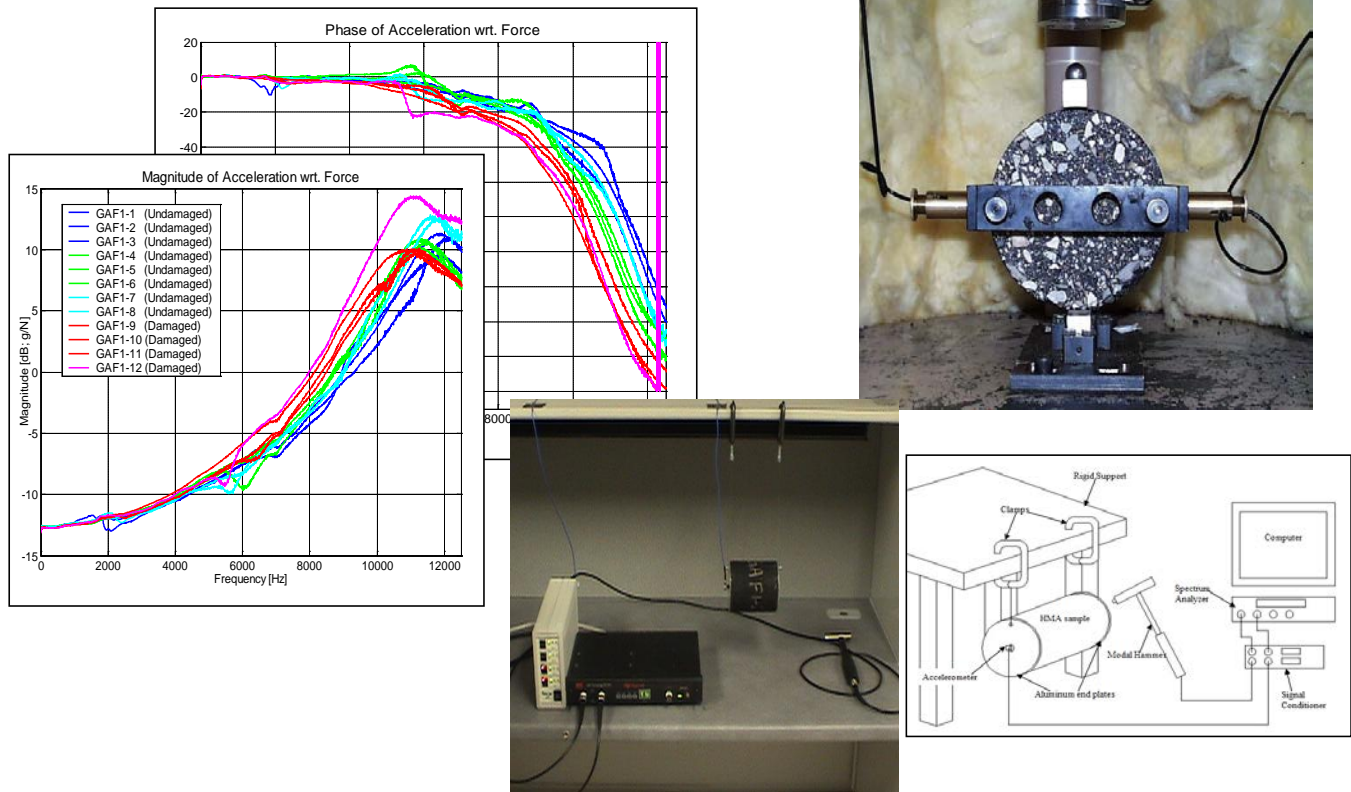 Phase of Acceleration wrt. Force
20
0
-20
-40
8000
Magnitude of Acceleration wrt. Force
Magnitude [dB; g/N]
15
10
5
0
-5
-10
-15
GAF1-1 (Undamaged)
GAF1-2 (Undamaged)
GAF1-3 (Undamaged)
GAF1-4 (Undamaged)
GAF1-5 (Undamaged)
GAF1-6 (Undamaged)
GAF1-7 (Undamaged)
GAF1-8 (Undamaged)
GAF1-9 (Damaged)
GAF1-10 (Damaged)
GAF1-11 (Damaged)
GAF1-12 (Damaged)
0 2000 4000 6000 8000 10000 12000
Frequency [Hz]
Rigid Support
Clamps
Computer
Spectrum
Analyzer
HMA sample
Modal Hammer
Accelerometer
Aluminum end plates
Signal
Conditioner